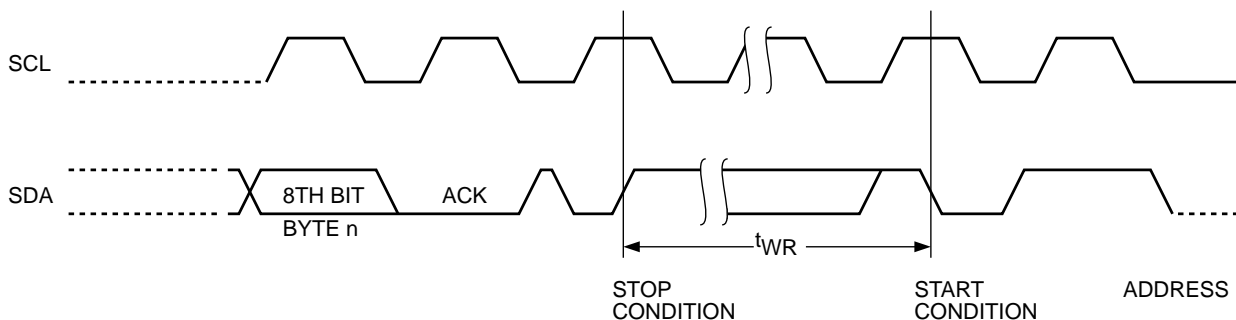 SCL
SDA
8TH BIT
ACK
BYTE n
tWR
STOP
CONDITION
START
CONDITION
ADDRESS